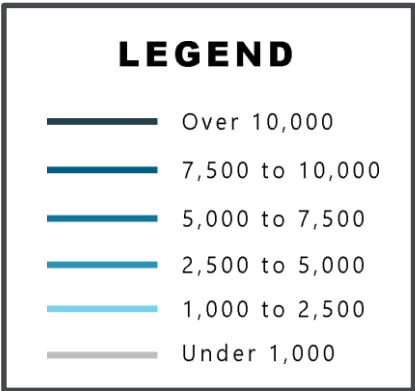 LEGEND
Over 10,000
7,500 to 10,000
5,000 to 7,500
2,500 to 5,000
1,000 to 2,500
Under 1,000